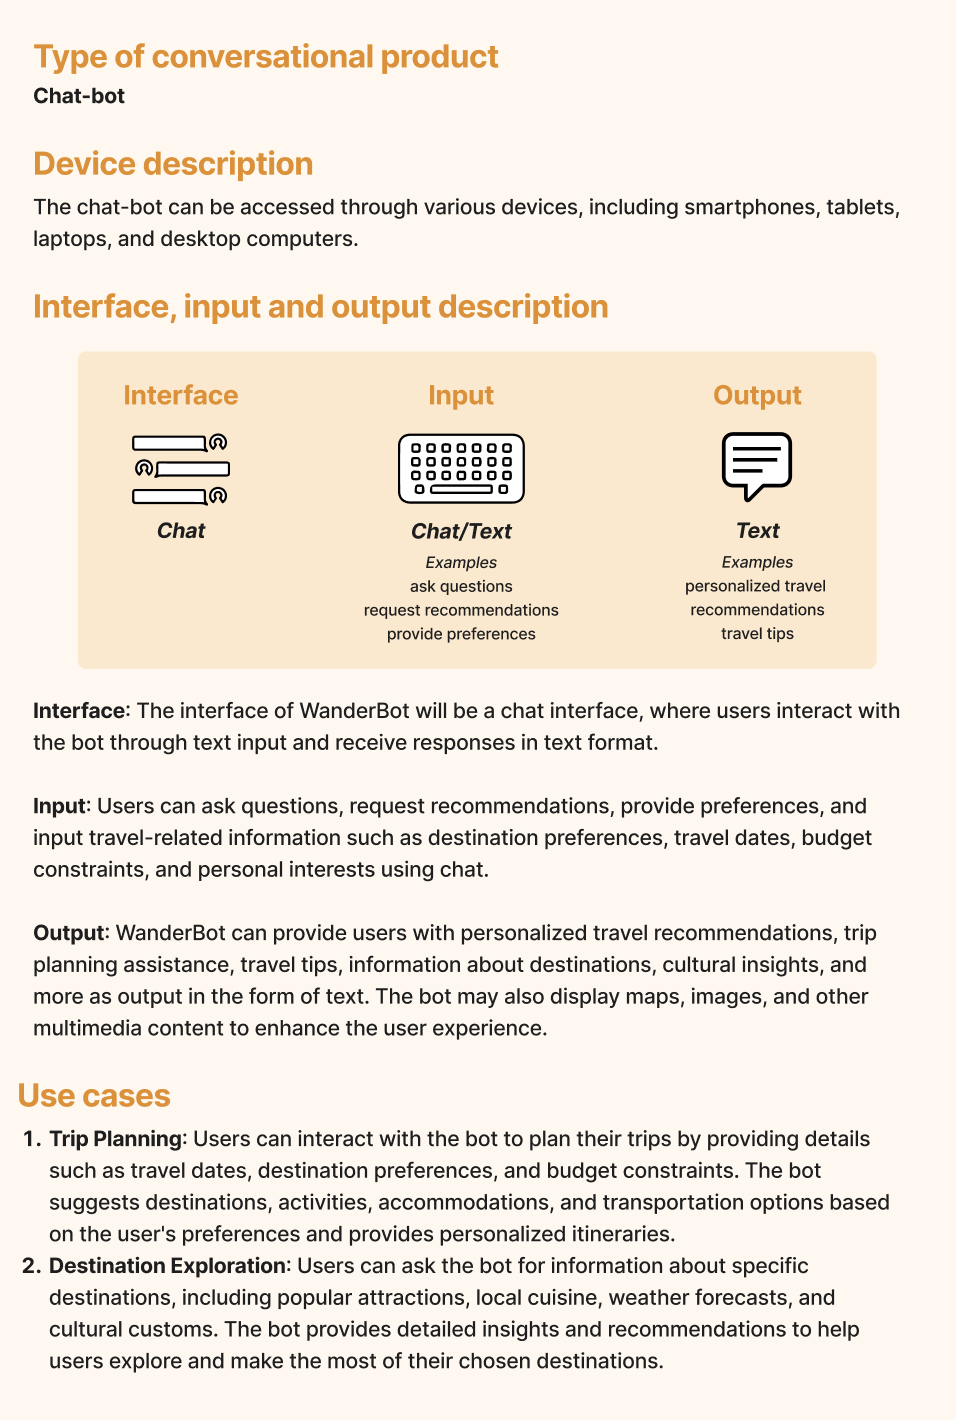 Type of conversational product
Chat-bot
Device description
The chat-bot can be accessed through various devices, including smartphones, tablets,
laptops, and desktop computers.
Interface, input and output description
Interface
Input
Output
Chat
Chat/Text
Text
Examples
ask questions
request recommendations
provide preferences
Examples
personalized travel
recommendations
travel tips
Interface: The interface of WanderBot will be a chat interface, where users interact with
the bot through text input and receive responses in text format.
Input: Users can ask questions, request recommendations, provide preferences, and
input travel-related information such as destination preferences, travel dates, budget
constraints, and personal interests using chat.
Output: WanderBot can provide users with personalized travel recommendations, trip
planning assistance, travel tips, information about destinations, cultural insights, and
more as output in the form of text. The bot may also display maps, images, and other
multimedia content to enhance the user experience.
Use cases
1. Trip Planning: Users can interact with the bot to plan their trips by providing details
such as travel dates, destination preferences, and budget constraints. The bot
suggests destinations, activities, accommodations, and transportation options based
on the user's preferences and provides personalized itineraries.
2. Destination Exploration: Users can ask the bot for information about specific
destinations, including popular attractions, local cuisine, weather forecasts, and
cultural customs. The bot provides detailed insights and recommendations to help
users explore and make the most of their chosen destinations.